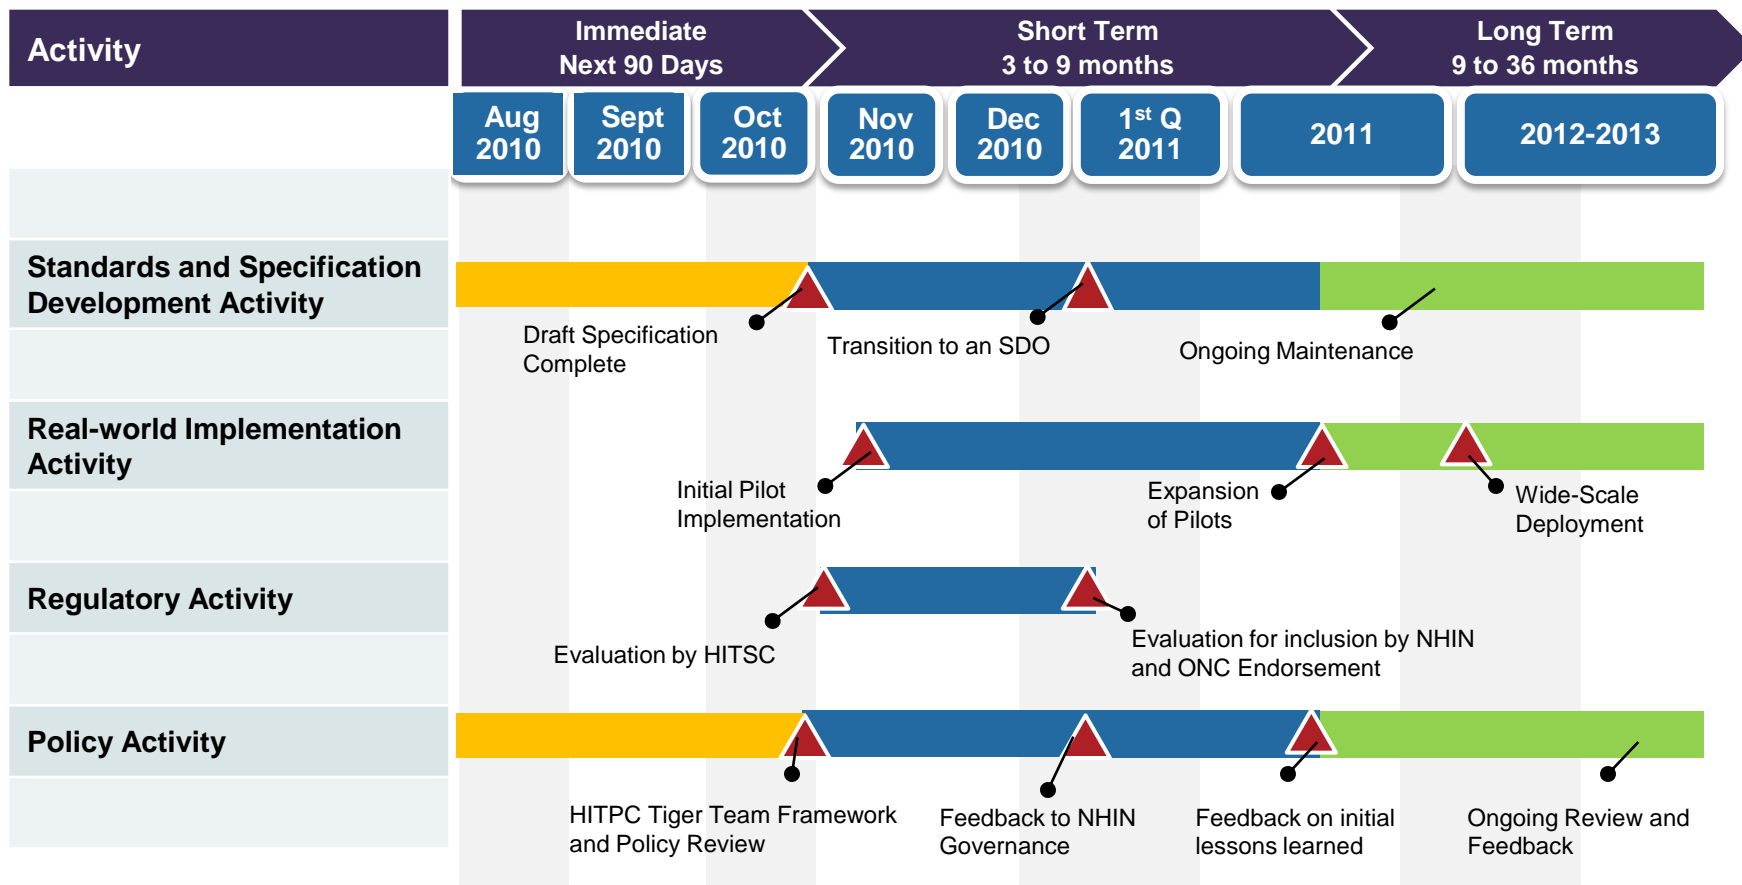 Activity
Immediate
Next 90 Days
Short Term
3 to 9 months
Long Term
9 to 36 months
Aug
2010
Sept
2010
Oct
2010
Nov
2010
Dec
2010
1st Q
2011
2011
2012-2013
Standards and Specification
Development Activity
Draft Specification
Complete
Transition to an SDO
Ongoing Maintenance
Real-world Implementation
Activity
Initial Pilot
Implementation
Expansion
of Pilots
Wide-Scale
Deployment
Regulatory Activity
Evaluation by HITSC
Evaluation for inclusion by NHIN
and ONC Endorsement
Policy Activity
HITPC Tiger Team Framework
and Policy Review
Feedback to NHIN
Governance
Feedback on initial
lessons learned
Ongoing Review and
Feedback